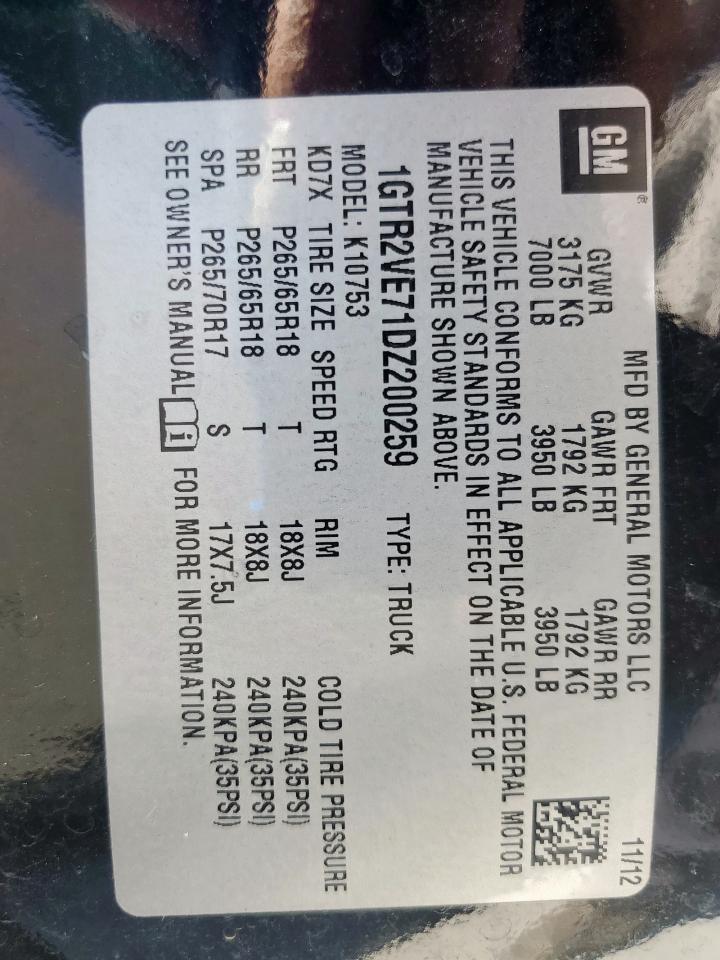 GM®
MFD BY GENERAL MOTORS LLC 11/12
GVWR GAWR FRT GAWR RR
3175 KG 1792 KG 1792 KG
7000 LB 3950 LB 3950 LB
THIS VEHICLE CONFORMS TO ALL APPLICABLE U.S. FEDERAL MOTOR
VEHICLE SAFETY STANDARDS IN EFFECT ON THE DATE OF
MANUFACTURE SHOWN ABOVE.
1GTR2VE71DZ200259 TYPE: TRUCK
MODEL: K10753
KD7X TIRE SIZE SPEED RTG RIM COLD TIRE PRESSURE
FRT P265/65R18 T 18X8J 240KPA(35PSI)
RR P265/65R18 T 18X8J 240KPA(35PSI)
SPA P265/70R17 S 17X7.5J 240KPA(35PSI)
SEE OWNER'S MANUAL i FOR MORE INFORMATION.